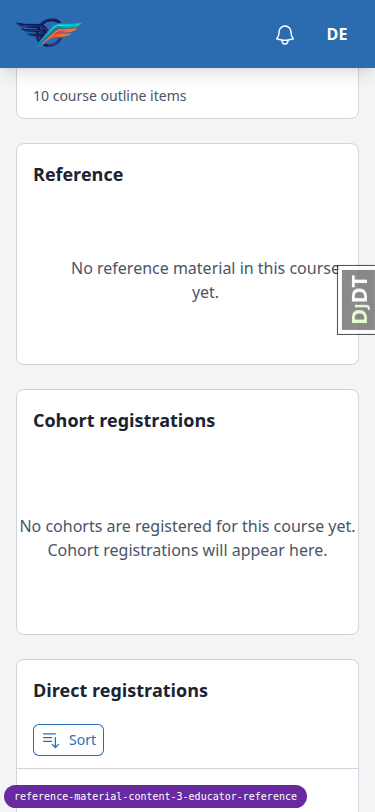 DE
10 course outline items
Reference
No reference material in this course
yet.
DjDT
Cohort registrations
No cohorts are registered for this course yet.
Cohort registrations will appear here.
Direct registrations
Sort
reference-material-content-3-educator-reference